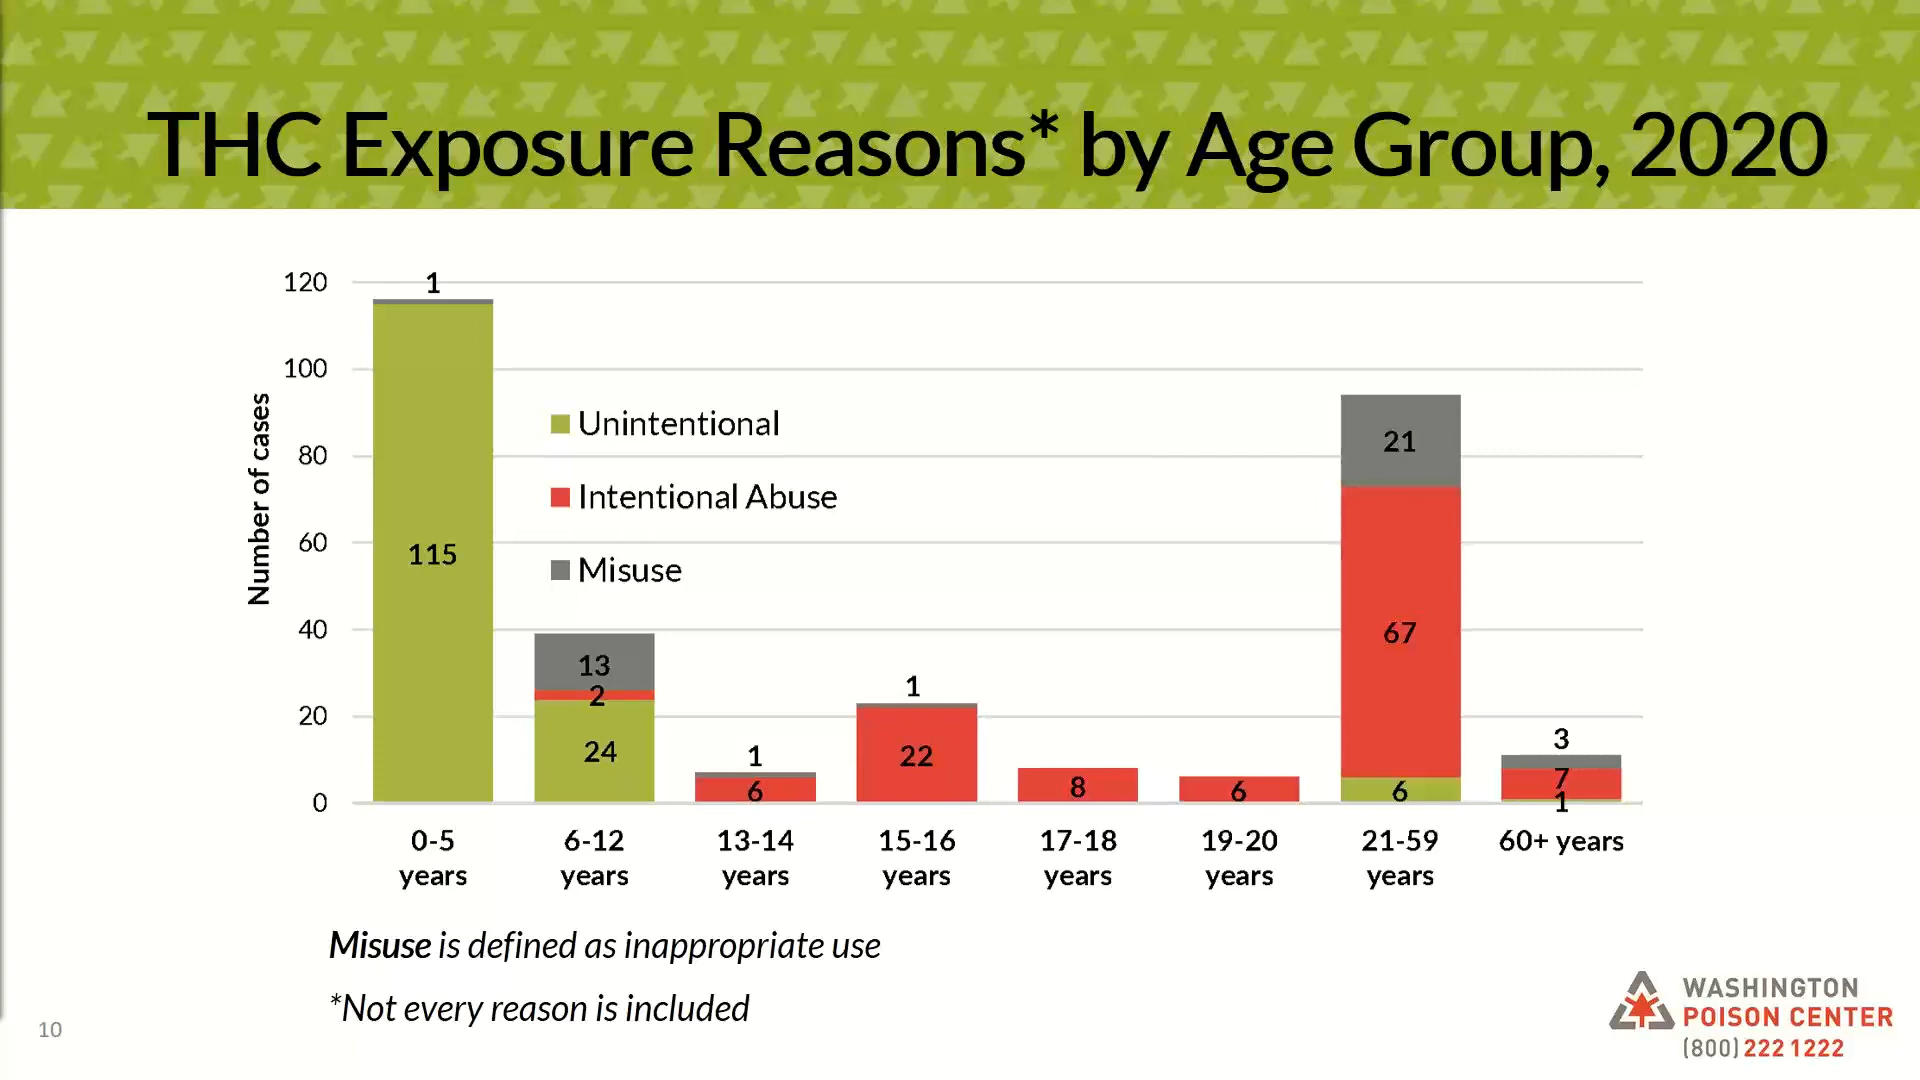 THC Exposure Reasons* by Age Group, 2020
Number of cases
120
100
80
60
40
20
0
Unintentional
Intentional Abuse
Misuse
1
115
13
2
24
1
6
1
22
8
6
21
67
6
3
7
1
0-5 years
6-12 years
13-14 years
15-16 years
17-18 years
19-20 years
21-59 years
60+ years
Misuse is defined as inappropriate use
*Not every reason is included
10
WASHINGTON
POISON CENTER
(800) 222 1222